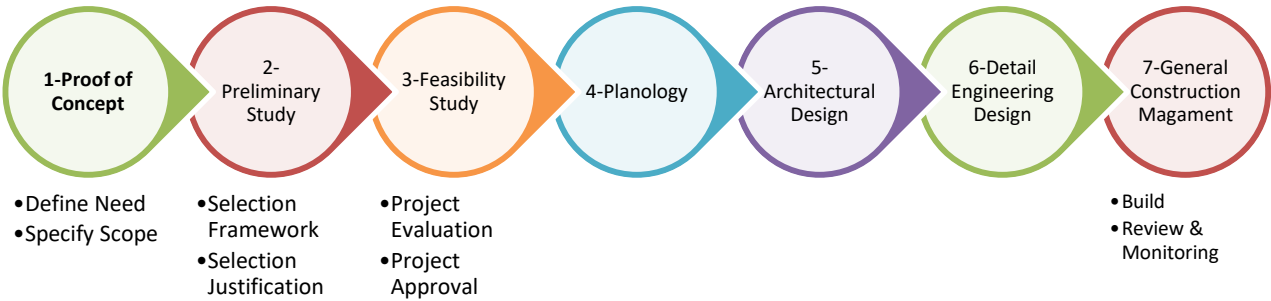 1-Proof of
Concept
2-
Preliminary
Study
3-Feasibility
Study
4-Planology
5-
Architectural
Design
6-Detail
Engineering
Design
7-General
Construction
Magament
•Define Need
•Specify Scope
•Selection
Framework
•Selection
Justification
•Project
Evaluation
•Project
Approval
•Build
•Review &
Monitoring